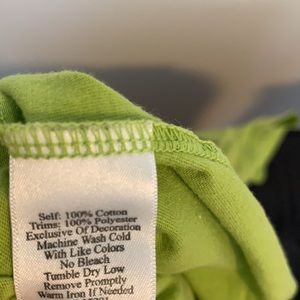 Self: 100% Cotton
Trims: 100% Polyester
Exclusive Of Decoration
Machine Wash Cold
With Like Colors
No Bleach
Tumble Dry Low
Remove Promptly
Warm Iron If Needed